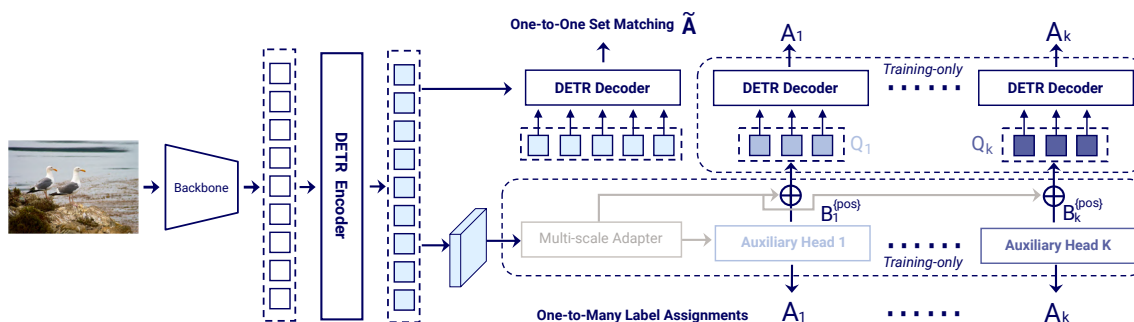 One-to-One Set Matching Ã
A₁
Aₖ
Training-only
DETR Decoder
DETR Decoder
......
DETR Decoder
Q₁
Qₖ
Backbone
DETR Encoder
B₁{pos}
Bₖ{pos}
Multi-scale Adapter
Auxiliary Head 1
......
Auxiliary Head K
Training-only
One-to-Many Label Assignments
A₁
......
Aₖ